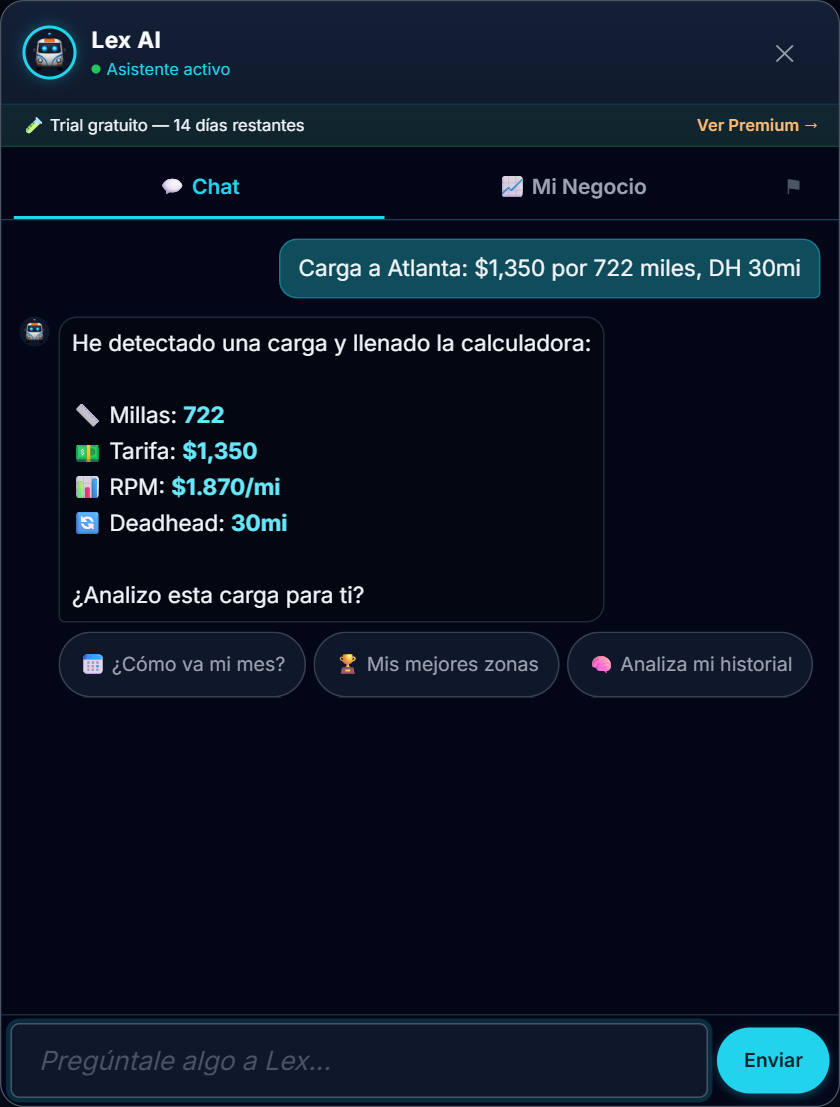 Lex AI
Asistente activo
Trial gratuito — 14 días restantes
Ver Premium →
Chat
Mi Negocio
Carga a Atlanta: $1,350 por 722 miles, DH 30mi
He detectado una carga y llenado la calculadora:
Millas: 722
Tarifa: $1,350
RPM: $1.870/mi
Deadhead: 30mi
¿Analizo esta carga para ti?
¿Cómo va mi mes?
Mis mejores zonas
Analiza mi historial
Pregúntale algo a Lex...
Enviar